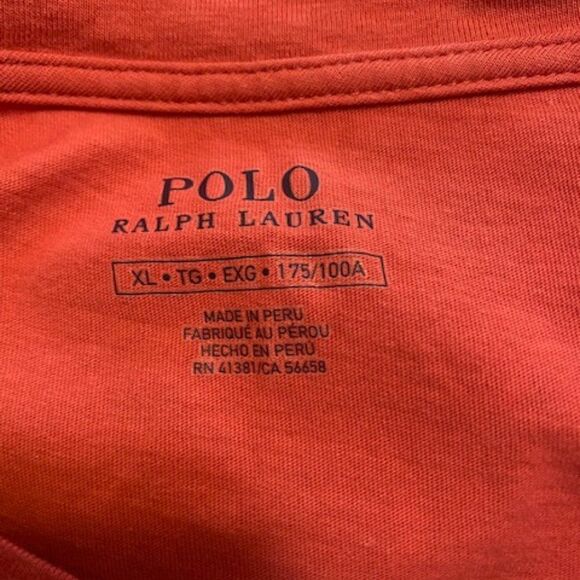 POLO
RALPH LAUREN
XL • TG • EXG • 175/100A
MADE IN PERU
FABRIQUÉ AU PÉROU
HECHO EN PERÚ
RN 41381/CA 56658